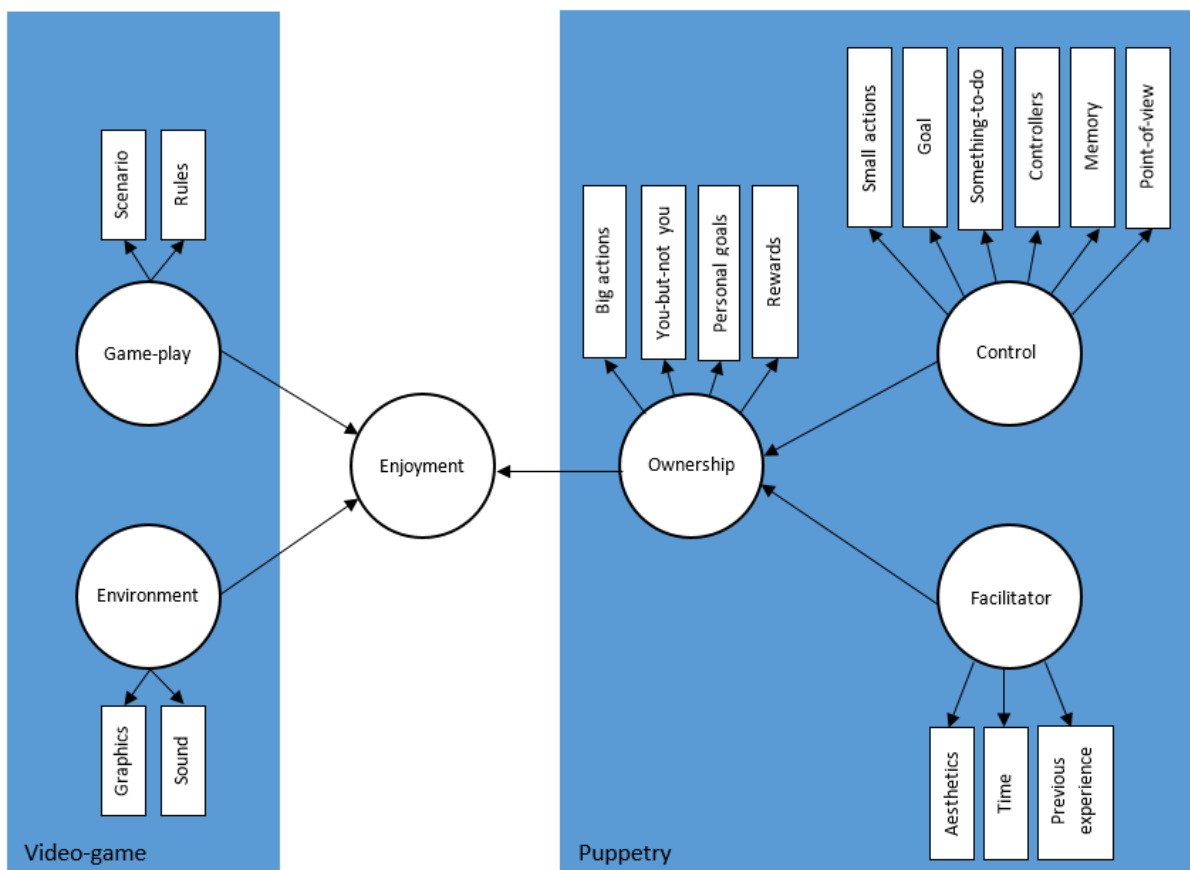 Scenario
Rules
Game-play
Environment
Graphics
Sound
Video-game
Enjoyment
Big actions
You-but-not you
Personal goals
Rewards
Ownership
Small actions
Goal
Something-to-do
Controllers
Memory
Point-of-view
Control
Facilitator
Aesthetics
Time
Previous
experience
Puppetry